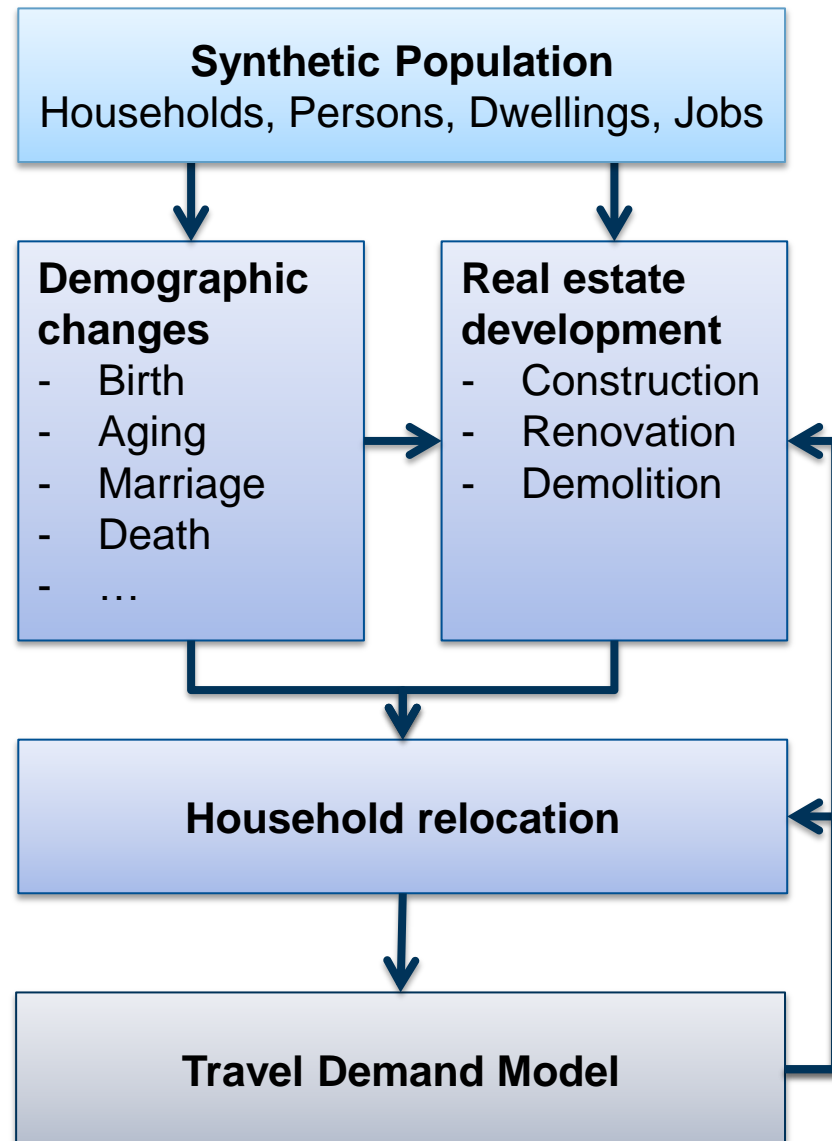 Synthetic Population
Households, Persons, Dwellings, Jobs
Demographic
changes
- Birth
- Aging
- Marriage
- Death
- …
Real estate
development
- Construction
- Renovation
- Demolition
Household relocation
Travel Demand Model